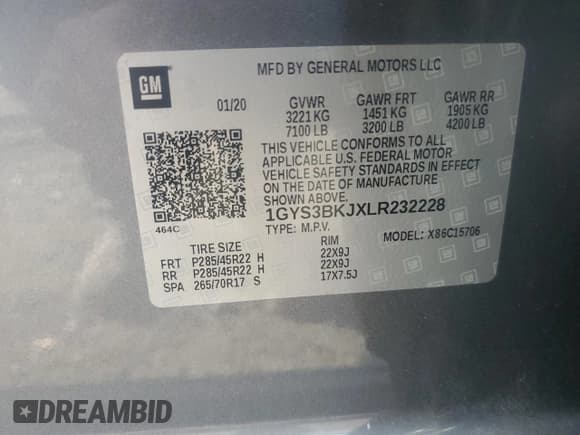 GM
MFD BY GENERAL MOTORS LLC
01/20 GVWR GAWR FRT GAWR RR
3221 KG 1451 KG 1905 KG
7100 LB 3200 LB 4200 LB
THIS VEHICLE CONFORMS TO ALL
APPLICABLE U.S. FEDERAL MOTOR
VEHICLE SAFETY STANDARDS IN EFFECT
ON THE DATE OF MANUFACTURE
SHOWN ABOVE.
1GYS3BKJXLR232228
464C TYPE: M.P.V. MODEL: X86C15706
TIRE SIZE RIM
FRT P285/45R22 H 22X9J
RR P285/45R22 H 22X9J
SPA 265/70R17 S 17X7.5J
DREAMBID